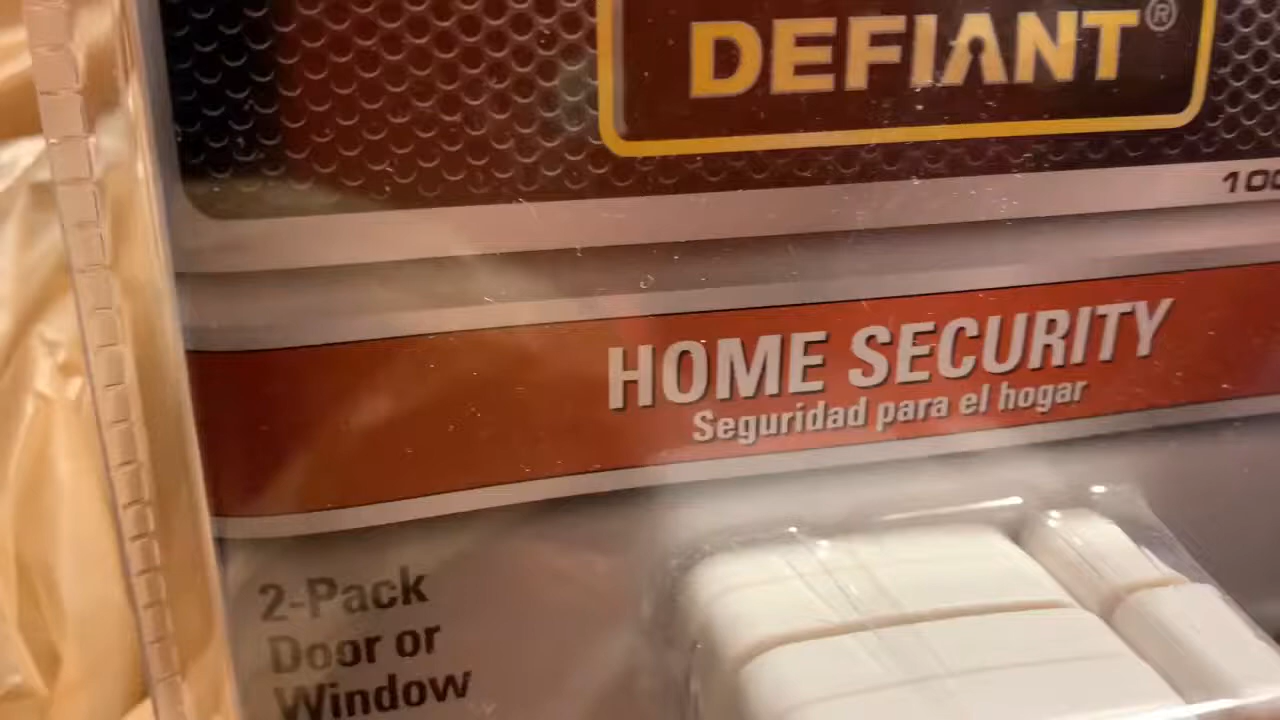 DEFIANT®
HOME SECURITY
Seguridad para el hogar
2-Pack
Door or
Window